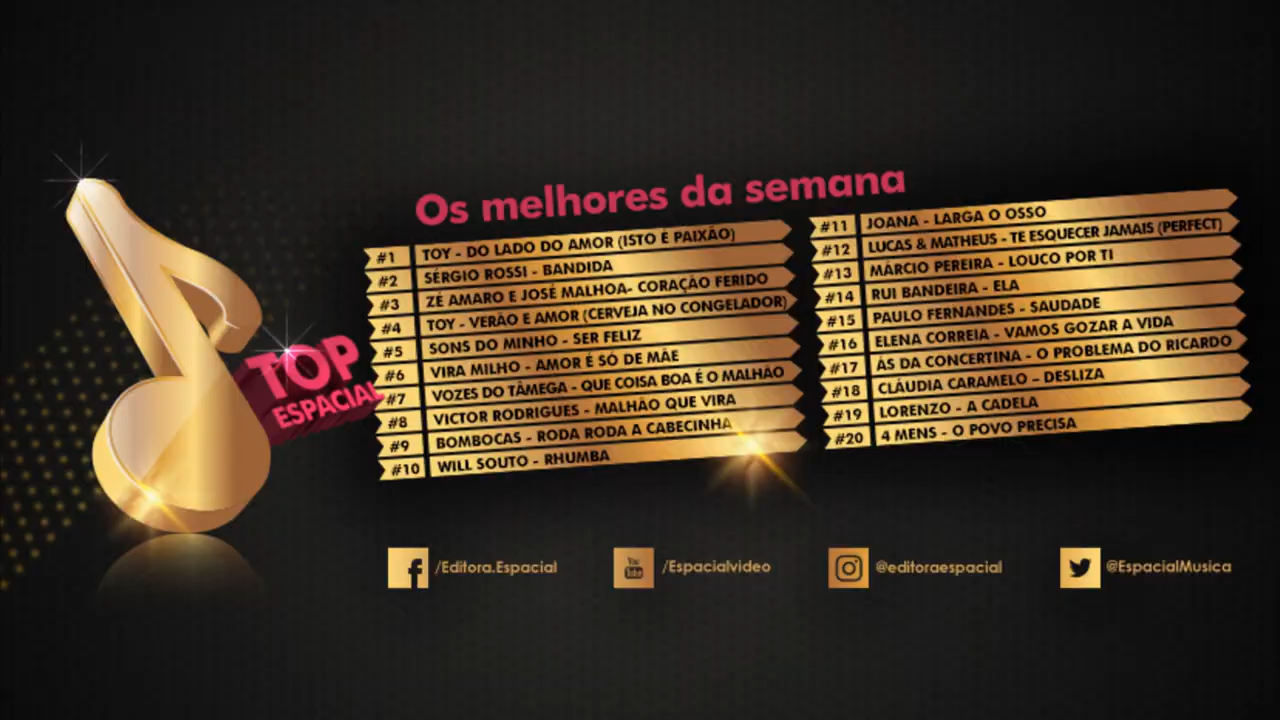 Os melhores da semana
TOP
ESPACIAL
#1 TOY - DO LADO DO AMOR (ISTO É PAIXÃO)
#2 SÉRGIO ROSSI - BANDIDA
#3 ZÉ AMARO E JOSÉ MALHOA- CORAÇÃO FERIDO
#4 TOY - VERÃO E AMOR (CERVEJA NO CONGELADOR)
#5 SONS DO MINHO - SER FELIZ
#6 VIRA MILHO - AMOR É SÓ DE MÃE
#7 VOZES DO TÂMEGA - QUE COISA BOA É O MALHÃO
#8 VICTOR RODRIGUES - MALHÃO QUE VIRA
#9 BOMBOCAS - RODA RODA A CABECINHA
#10 WILL SOUTO - RHUMBA
#11 JOANA - LARGA O OSSO
#12 LUCAS & MATHEUS - TE ESQUECER JAMAIS (PERFECT)
#13 MÁRCIO PEREIRA - LOUCO POR TI
#14 RUI BANDEIRA - ELA
#15 PAULO FERNANDES - SAUDADE
#16 ELENA CORREIA - VAMOS GOZAR A VIDA
#17 ÁS DA CONCERTINA - O PROBLEMA DO RICARDO
#18 CLÁUDIA CARAMELO – DESLIZA
#19 LORENZO - A CADELA
#20 4 MENS - O POVO PRECISA
/Editora.Espacial
You Tube /Espacialvideo
@editoraespacial
@EspacialMusica